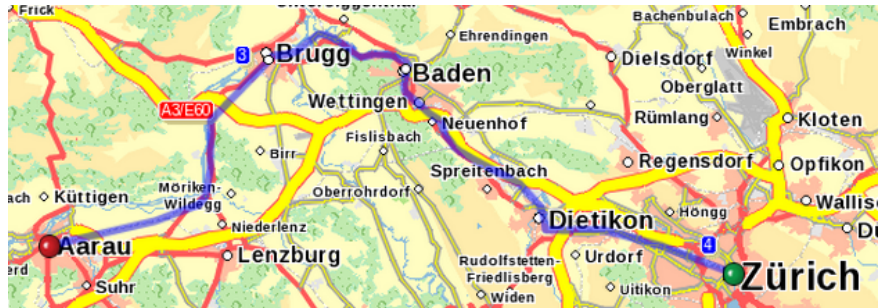 Frick
Bachenbulach
Embrach
Ehrendingen
Winkel
3
Brugg
Dielsdorf
Baden
Oberglatt
A3/E60
Wettingen
Neuenhof
Rümlang
Kloten
Fislisbach
Birr
Regensdorf
Opfikon
Spreitenbach
Küttigen
Möriken-
Wildegg
Oberrohrdorf
Höngg
Niederlenz
Dietikon
4
Aarau
Lenzburg
Rudolfstetten-
Friedlisberg
Urdorf
Zürich
Suhr
Widen
Uitikon